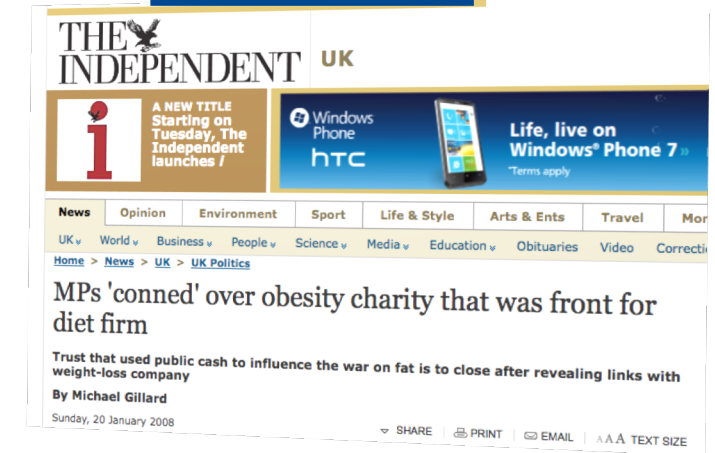 THE
INDEPENDENT
UK
A NEW TITLE
Starting on
Tuesday, The
Independent
launches i
i
Windows
Phone
hTC
Life, live on
Windows® Phone 7 »
*Terms apply
News Opinion Environment Sport Life & Style Arts & Ents Travel Mor
UK World Business People Science Media Education Obituaries Video Correcti
Home > News > UK > UK Politics
MPs 'conned' over obesity charity that was front for
diet firm
Trust that used public cash to influence the war on fat is to close after revealing links with
weight-loss company
By Michael Gillard
Sunday, 20 January 2008
SHARE PRINT EMAIL AAA TEXT SIZE